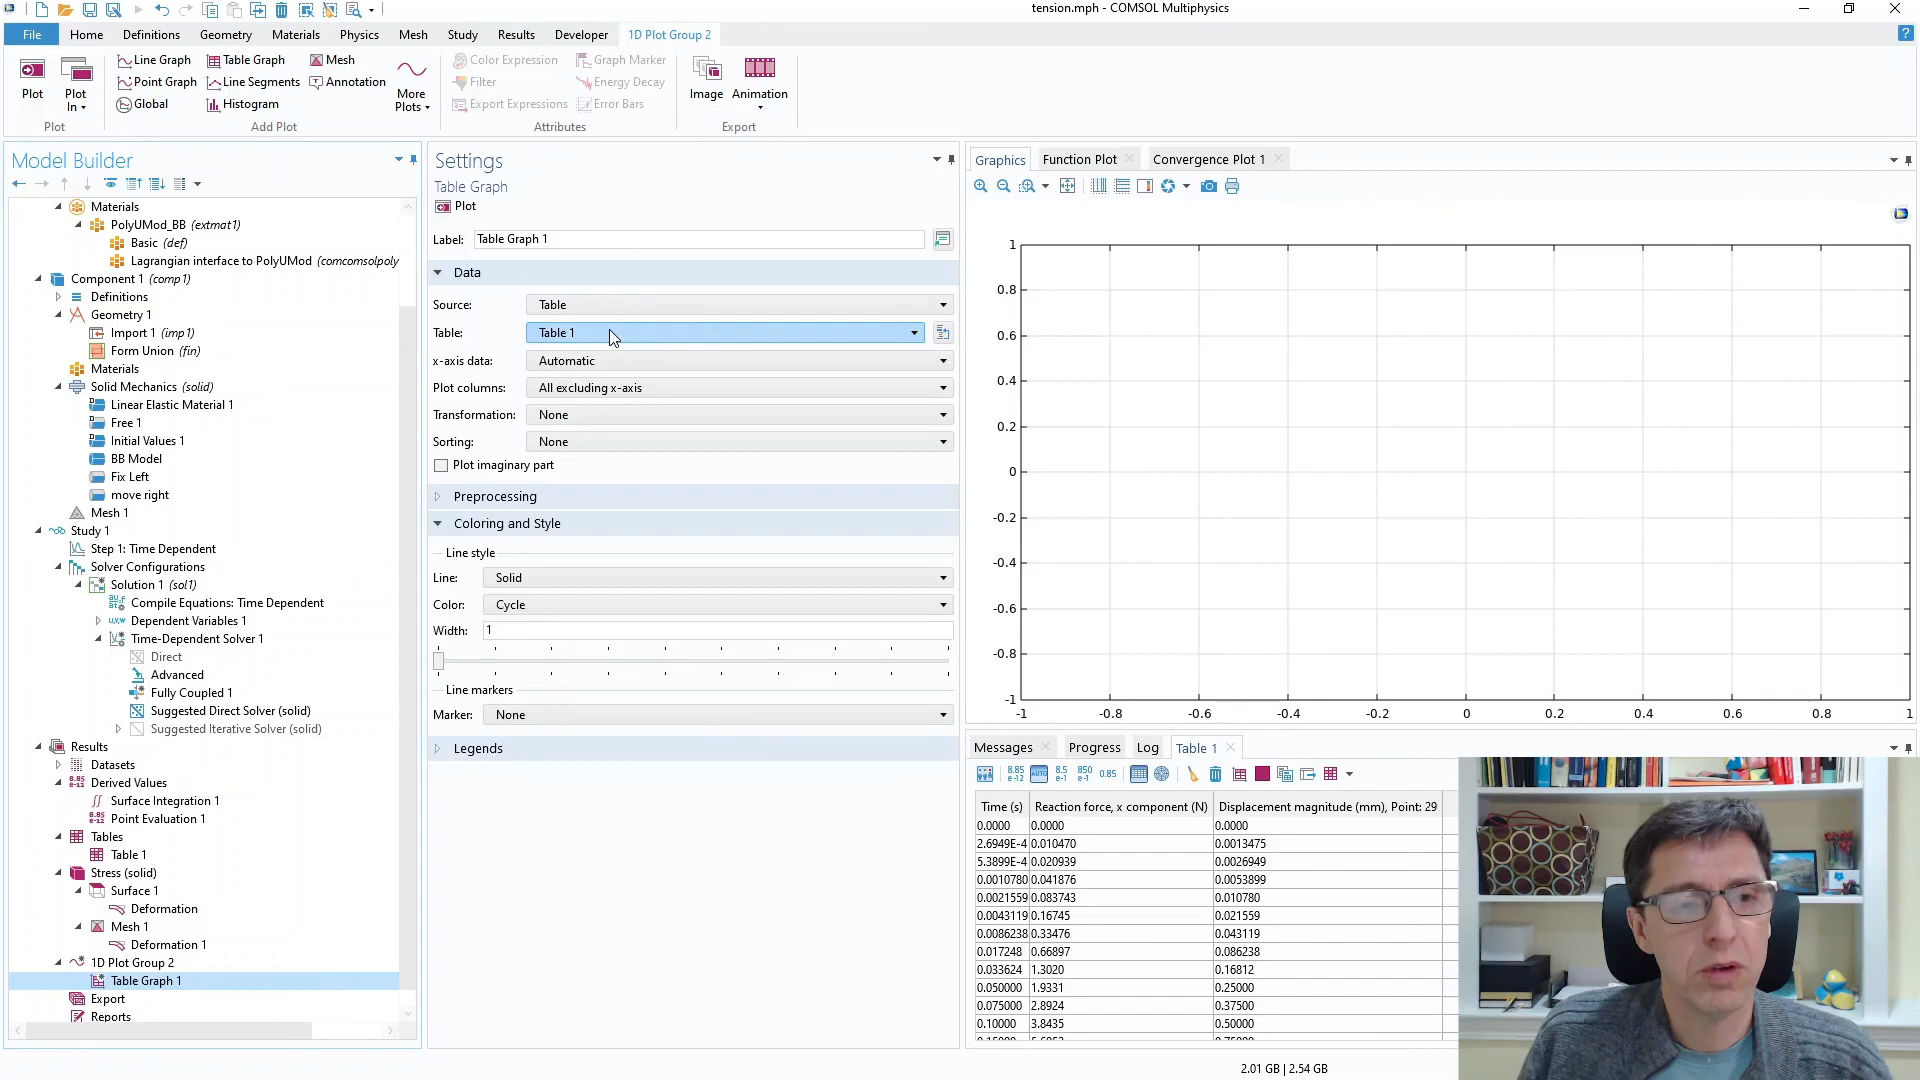 tension.mph - COMSOL Multiphysics
File Home Definitions Geometry Materials Physics Mesh Study Results Developer 1D Plot Group 2
Plot
Plot In
Line Graph
Point Graph
Global
Table Graph
Line Segments
Histogram
Mesh
Annotation
More Plots
Color Expression
Filter
Export Expressions
Graph Marker
Energy Decay
Error Bars
Image
Animation
Plot Add Plot Attributes Export
Model Builder
Materials
PolyUMod_BB (extmat1)
Basic (def)
Lagrangian interface to PolyUMod (comcomsolpoly
Component 1 (comp1)
Definitions
Geometry 1
Import 1 (imp1)
Form Union (fin)
Materials
Solid Mechanics (solid)
Linear Elastic Material 1
Free 1
Initial Values 1
BB Model
Fix Left
move right
Mesh 1
Study 1
Step 1: Time Dependent
Solver Configurations
Solution 1 (sol1)
Compile Equations: Time Dependent
Dependent Variables 1
Time-Dependent Solver 1
Direct
Advanced
Fully Coupled 1
Suggested Direct Solver (solid)
Suggested Iterative Solver (solid)
Results
Datasets
8.85 e-12 Derived Values
Surface Integration 1
8.85 e-12 Point Evaluation 1
Tables
Table 1
Stress (solid)
Surface 1
Deformation
Mesh 1
Deformation 1
1D Plot Group 2
Table Graph 1
Export
Reports
Settings
Table Graph
Plot
Label: Table Graph 1
Data
Source: Table
Table: Table 1
x-axis data: Automatic
Plot columns: All excluding x-axis
Transformation: None
Sorting: None
Plot imaginary part
Preprocessing
Coloring and Style
Line style
Line: Solid
Color: Cycle
Width: 1
Line markers
Marker: None
Legends
Graphics Function Plot Convergence Plot 1
1
0.8
0.6
0.4
0.2
0
-0.2
-0.4
-0.6
-0.8
-1
-1 -0.8 -0.6 -0.4 -0.2 0 0.2 0.4 0.6 0.8 1
Messages Progress Log Table 1
8.85 e-12 AUTO 8.5 e-1 850 e-1 0.85
Time (s) Reaction force, x component (N) Displacement magnitude (mm), Point: 29
0.0000 0.0000 0.0000
2.6949E-4 0.010470 0.0013475
5.3899E-4 0.020939 0.0026949
0.0010780 0.041876 0.0053899
0.0021559 0.083743 0.010780
0.0043119 0.16745 0.021559
0.0086238 0.33476 0.043119
0.017248 0.66897 0.086238
0.033624 1.3020 0.16812
0.050000 1.9331 0.25000
0.075000 2.8924 0.37500
0.10000 3.8435 0.50000
2.01 GB | 2.54 GB